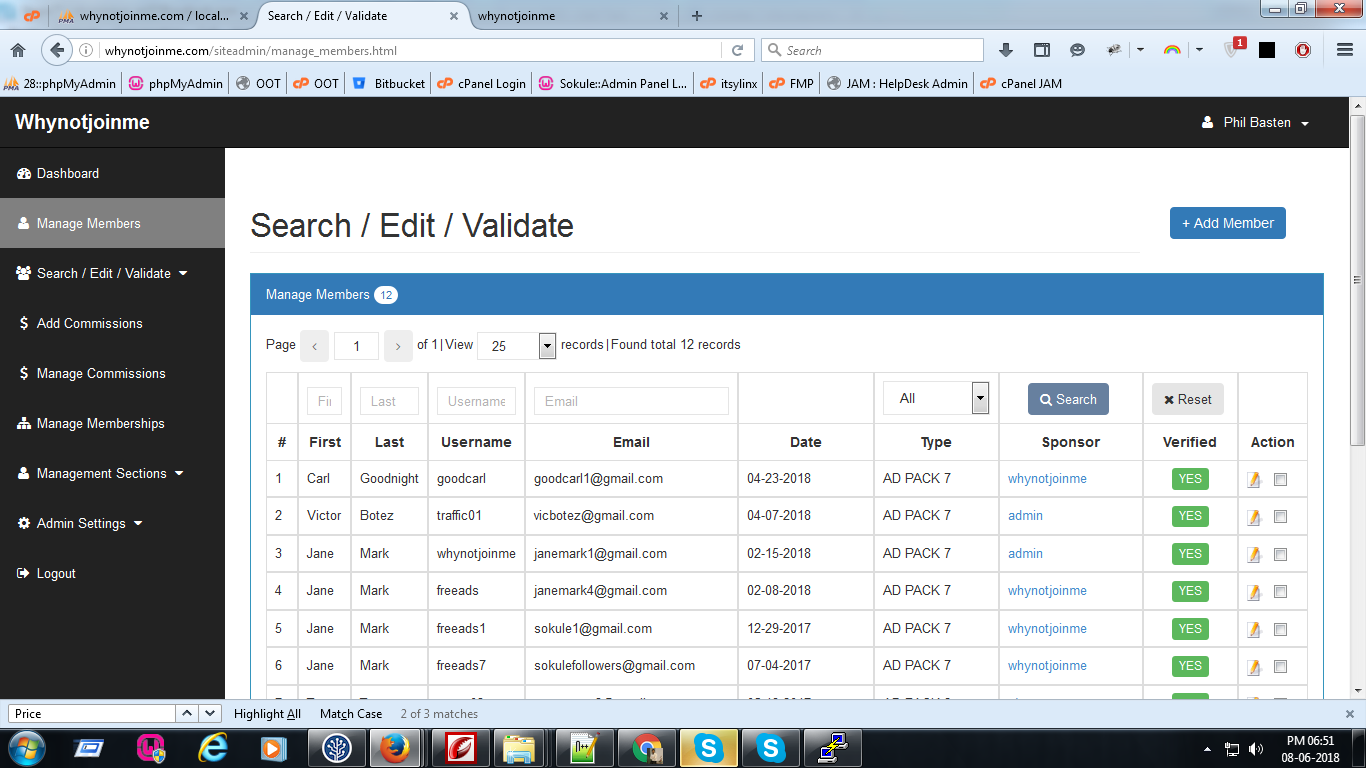 whynotjoinme.com / local...
Search / Edit / Validate
whynotjoinme
whynotjoinme.com/siteadmin/manage_members.html
Search
1
28::phpMyAdmin
phpMyAdmin
OOT
OOT
Bitbucket
cPanel Login
Sokule::Admin Panel L...
itsylinx
FMP
JAM : HelpDesk Admin
cPanel JAM
Whynotjoinme
Phil Basten
Dashboard
Manage Members
Search / Edit / Validate
Add Commissions
Manage Commissions
Manage Memberships
Management Sections
Admin Settings
Logout
Search / Edit / Validate
+ Add Member
Manage Members 12
Page < 1 > of 1|View 25 records|Found total 12 records
Fi Last Username Email All Search Reset
# First Last Username Email Date Type Sponsor Verified Action
1 Carl Goodnight goodcarl goodcarl1@gmail.com 04-23-2018 AD PACK 7 whynotjoinme YES
2 Victor Botez traffic01 vicbotez@gmail.com 04-07-2018 AD PACK 7 admin YES
3 Jane Mark whynotjoinme janemark1@gmail.com 02-15-2018 AD PACK 7 admin YES
4 Jane Mark freeads janemark4@gmail.com 02-08-2018 AD PACK 7 whynotjoinme YES
5 Jane Mark freeads1 sokule1@gmail.com 12-29-2017 AD PACK 7 whynotjoinme YES
6 Jane Mark freeads7 sokulefollowers@gmail.com 07-04-2017 AD PACK 7 whynotjoinme YES
Price
Highlight All
Match Case
2 of 3 matches
PM 06:51
08-06-2018